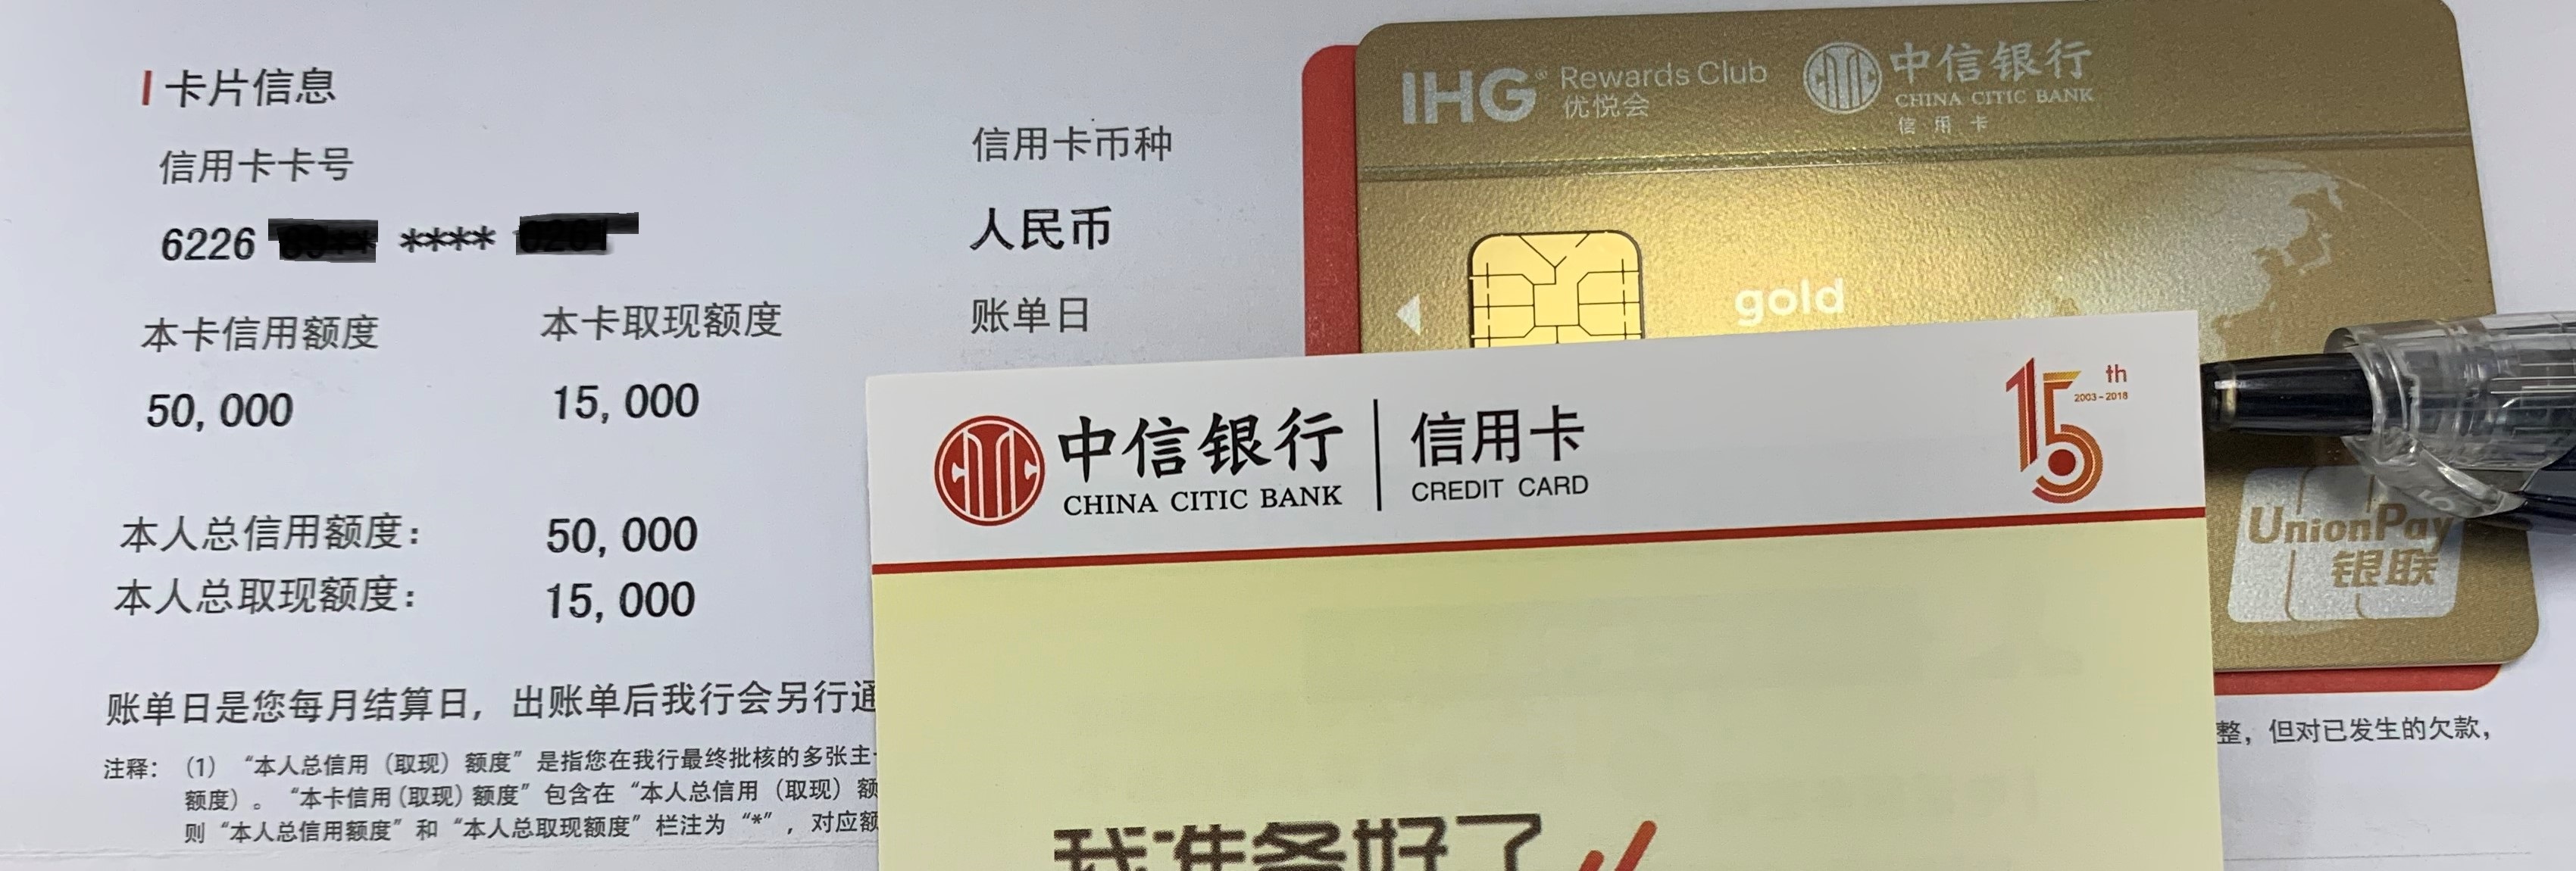 卡片信息
信用卡卡号
6226 **** 
本卡信用额度 本卡取现额度
50,000 15,000
本人总信用额度: 50,000
本人总取现额度: 15,000
信用卡币种
人民币
账单日
账单日是您每月结算日，出账单后我行会另行通
注释：（1）“本人总信用（取现）额度”是指您在我行最终批核的多张主
额度）。“本卡信用(取现)额度”包含在“本人总信用（取现）额
则“本人总信用额度”和“本人总取现额度”栏注为“*”，对应额
整，但对已发生的欠款，
IHG® Rewards Club
优悦会
中信银行
CHINA CITIC BANK
信用卡
gold
UnionPay
银联
中信银行 信用卡
CHINA CITIC BANK CREDIT CARD
15th
2003-2018
我准备好了